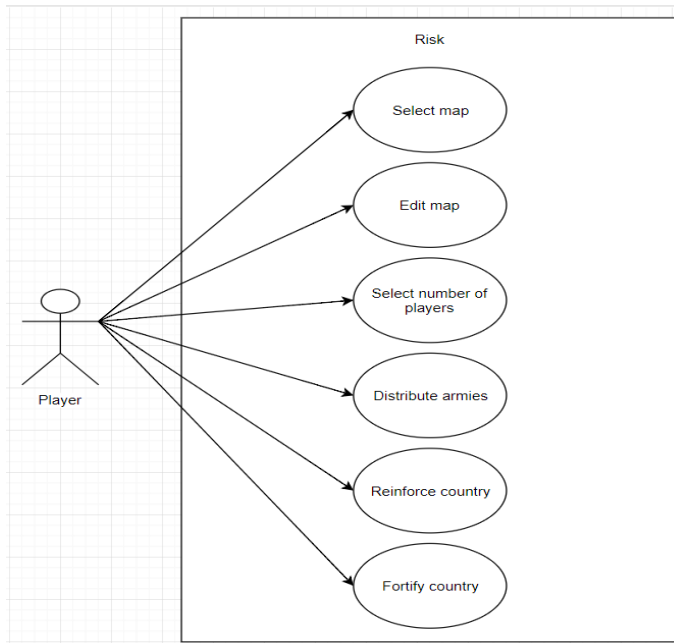 Risk
Select map
Edit map
Select number of
players
Distribute armies
Reinforce country
Fortify country
Player